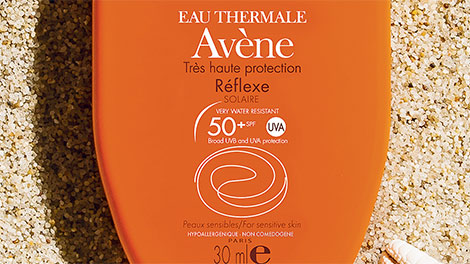 EAU THERMALE
Avène
Très haute protection
Réflexe
SOLAIRE
VERY WATER RESISTANT
50+ SPF UVA
Broad UVB and UVA protection
Peaux sensibles/For sensitive skin
HYPOALLERGENIQUE - NON COMEDOGENE
PARIS
30 ml e